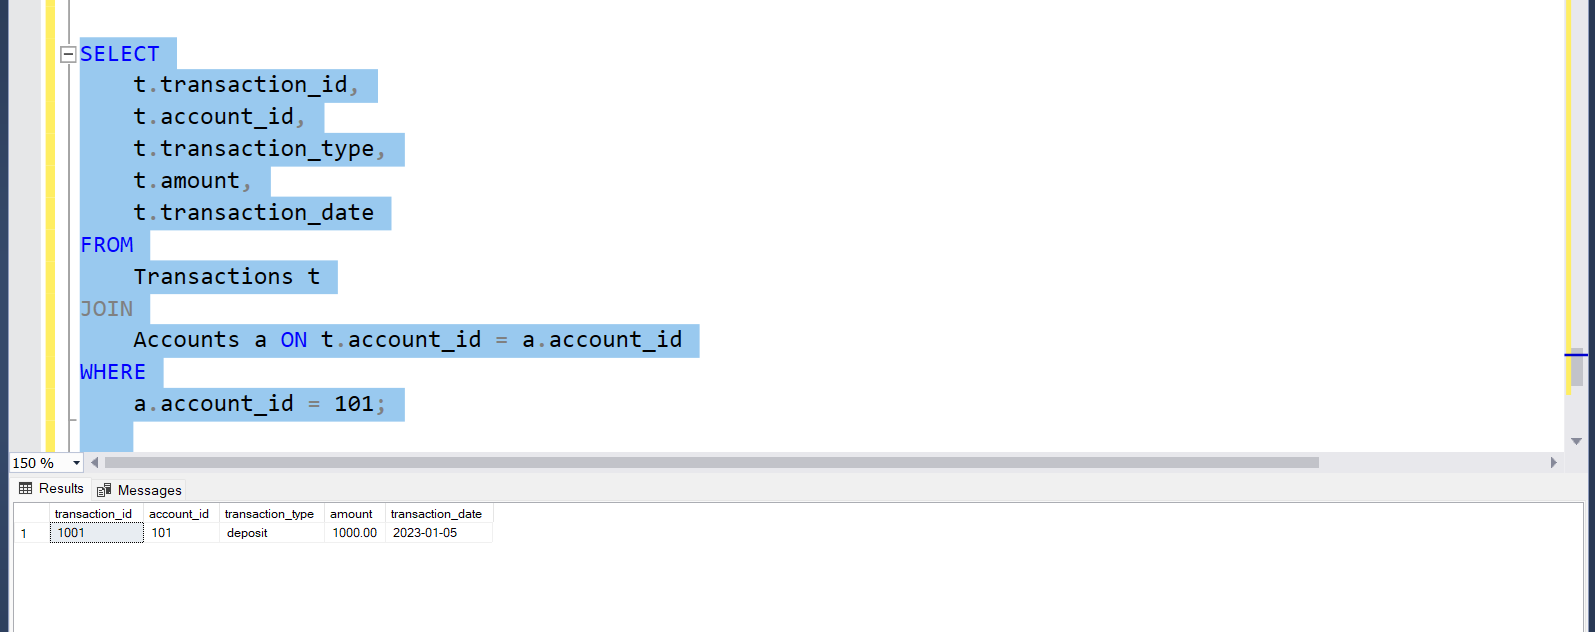 SELECT
    t.transaction_id,
    t.account_id,
    t.transaction_type,
    t.amount,
    t.transaction_date
FROM
    Transactions t
JOIN
    Accounts a ON t.account_id = a.account_id
WHERE
    a.account_id = 101;
150 %
Results Messages
transaction_id account_id transaction_type amount transaction_date
1 1001 101 deposit 1000.00 2023-01-05